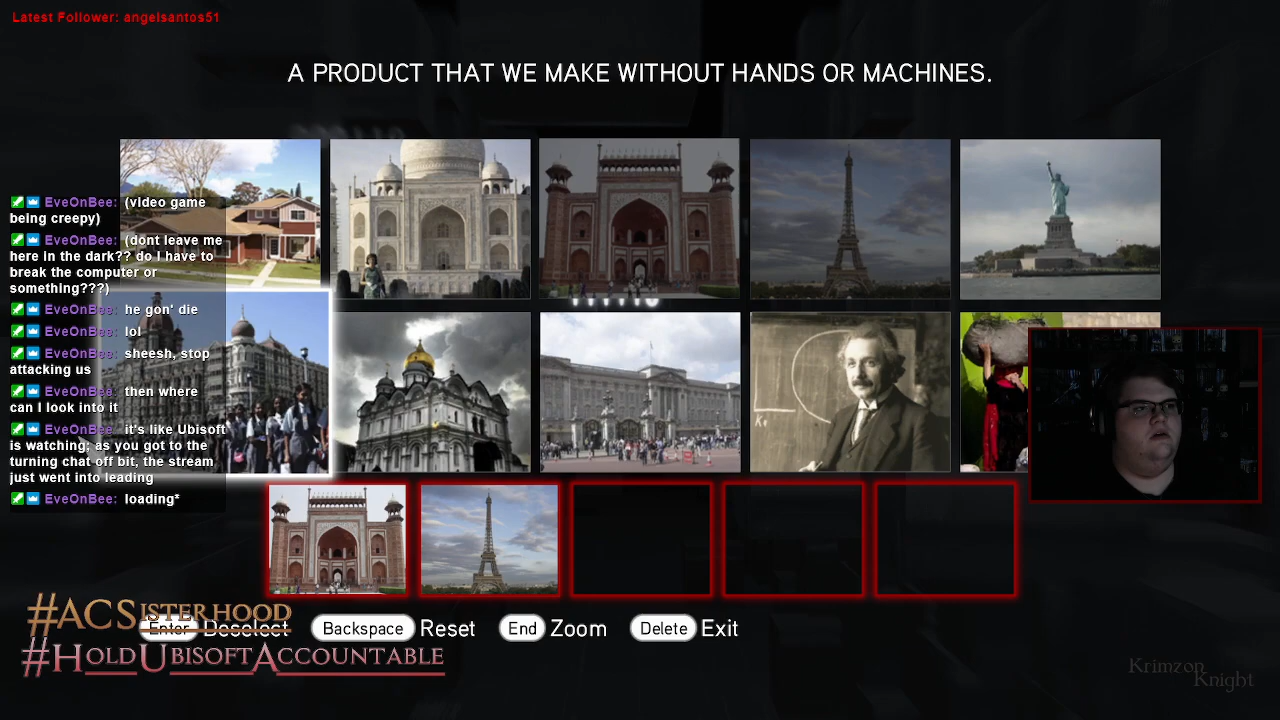 Latest Follower: angelsantos51
A PRODUCT THAT WE MAKE WITHOUT HANDS OR MACHINES.
EveOnBee: (video game
being creepy)
EveOnBee: (dont leave me
here in the dark?? do I have to
break the computer or
something???)
EveOnBee: he gon' die
EveOnBee: lol
EveOnBee: sheesh, stop
attacking us
EveOnBee: then where
can I look into it
EveOnBee: it's like Ubisoft
is watching; as you got to the
turning chat off bit, the stream
just went into leading
EveOnBee: loading*
#ACSISTERHOOD
Enter Deselect Backspace Reset End Zoom Delete Exit
#HOLDUBISOFTACCOUNTABLE
Krimzon
Knight